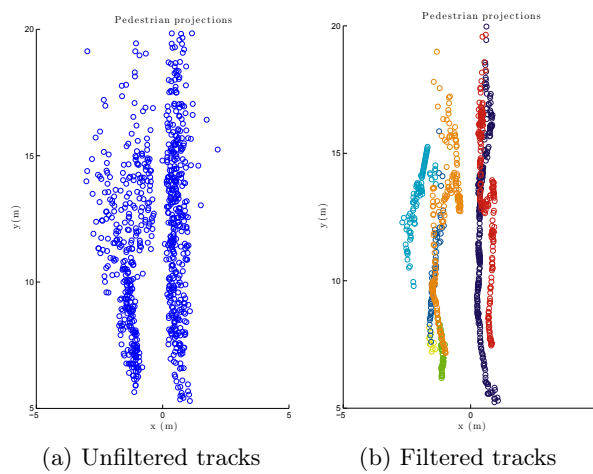 Pedestrian projections
20
15
10
5
y(m)
5
0
5
x (m)
(a) Unfiltered tracks
Pedestrian projections
20
15
10
5
y(m)
0
x (m)
(b) Filtered tracks